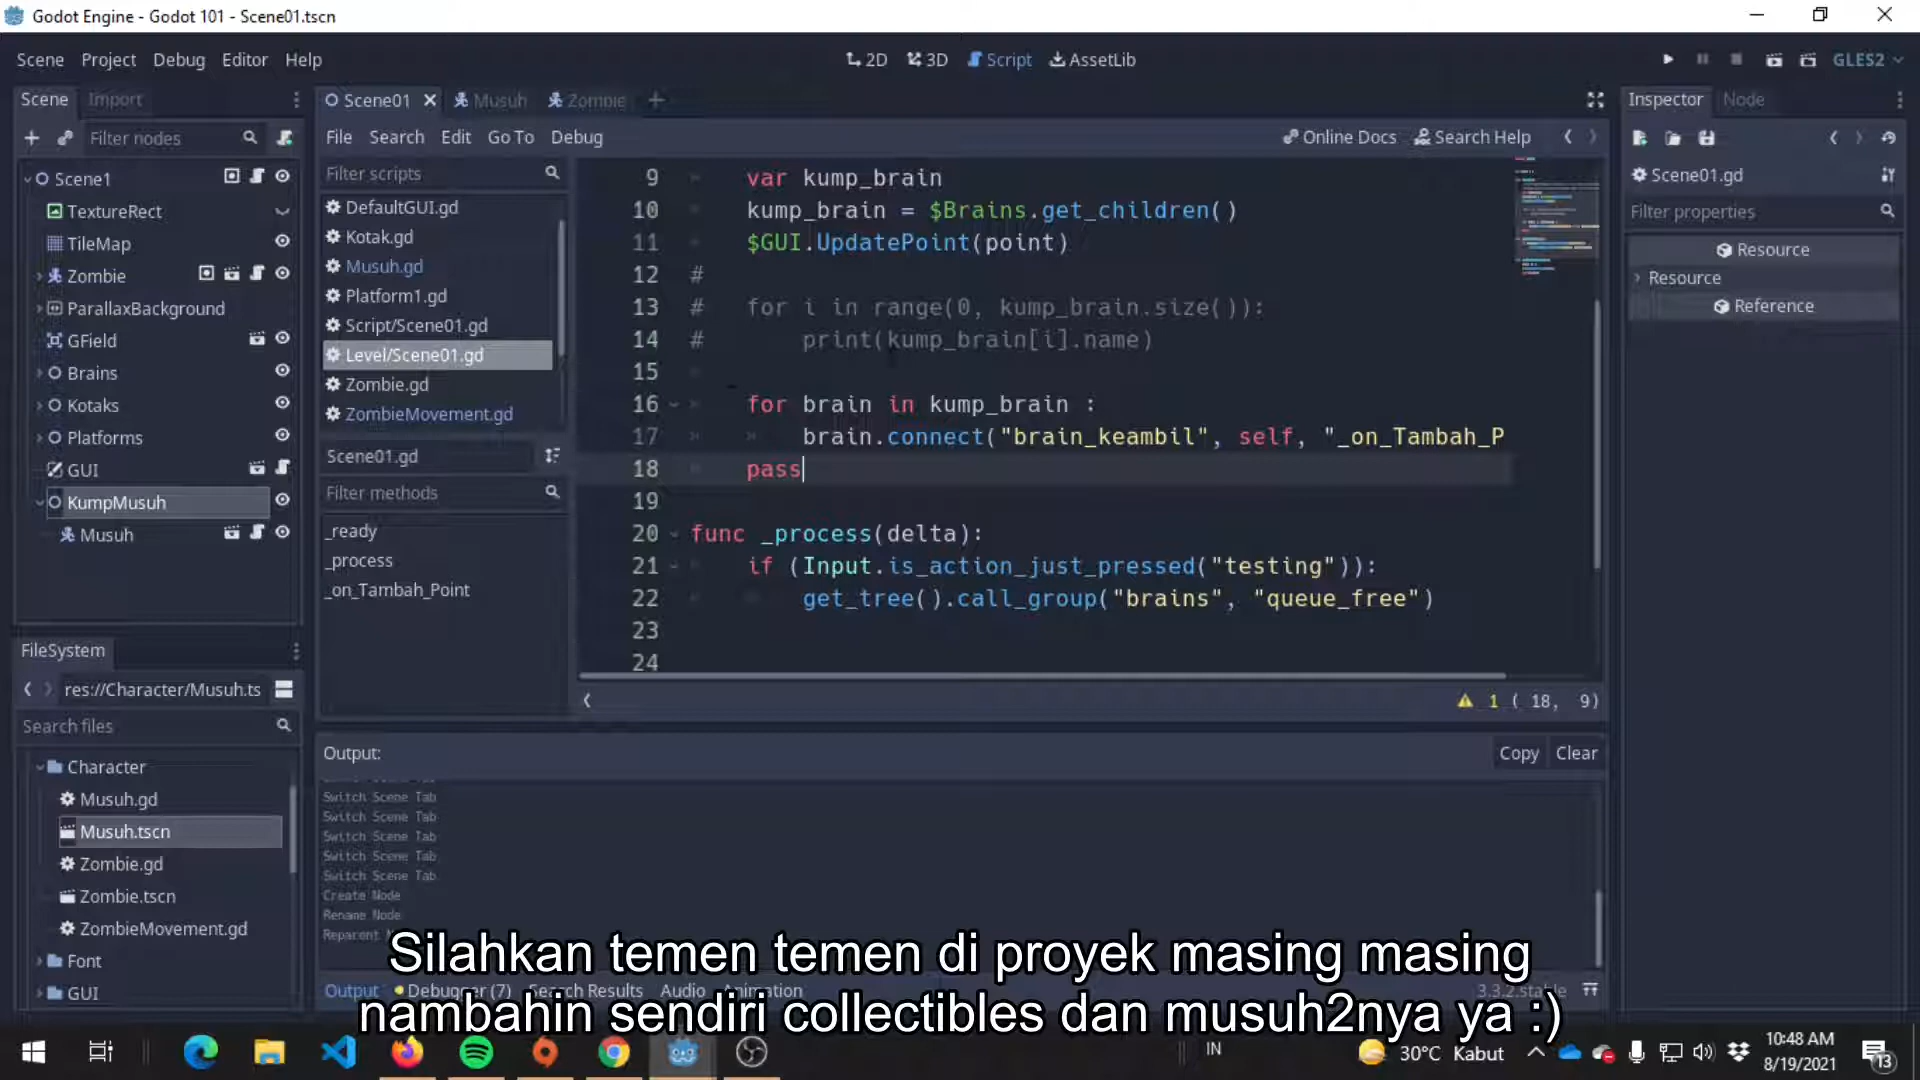 Godot Engine - Godot 101 - Scene01.tscn
Scene Project Debug Editor Help
2D 3D Script AssetLib
GLES2
Scene Import
Scene01 Musuh Zombie
Inspector Node
Filter nodes
File Search Edit Go To Debug
Online Docs Search Help
Scene1
TextureRect
TileMap
Zombie
ParallaxBackground
GField
Brains
Kotaks
Platforms
GUI
KumpMusuh
Musuh
Filter scripts
DefaultGUI.gd
Kotak.gd
Musuh.gd
Platform1.gd
Script/Scene01.gd
Level/Scene01.gd
Zombie.gd
ZombieMovement.gd
Scene01.gd
Filter methods
_ready
_process
_on_Tambah_Point
9 var kump_brain
10 kump_brain = $Brains.get_children()
11 $GUI.UpdatePoint(point)
12 #
13 # for i in range(0, kump_brain.size()):
14 # print(kump_brain[i].name)
15
16 for brain in kump_brain :
17 brain.connect("brain_keambil", self, "_on_Tambah_P
18 pass
19
20 func _process(delta):
21 if (Input.is_action_just_pressed("testing")):
22 get_tree().call_group("brains", "queue_free")
23
24
1 ( 18, 9)
Scene01.gd
Filter properties
Resource
Resource
Reference
FileSystem
res://Character/Musuh.ts
Search files
Character
Musuh.gd
Musuh.tscn
Zombie.gd
Zombie.tscn
ZombieMovement.gd
Font
GUI
Output:
Copy Clear
Switch Scene Tab
Switch Scene Tab
Switch Scene Tab
Switch Scene Tab
Switch Scene Tab
Create Node
Rename Node
Reparent
Output Debugger (7) Search Results Audio Animation
3.3.2.stable
Silahkan temen temen di proyek masing masing
nambahin sendiri collectibles dan musuh2nya ya :)
IN
30°C Kabut
10:48 AM
8/19/2021
13